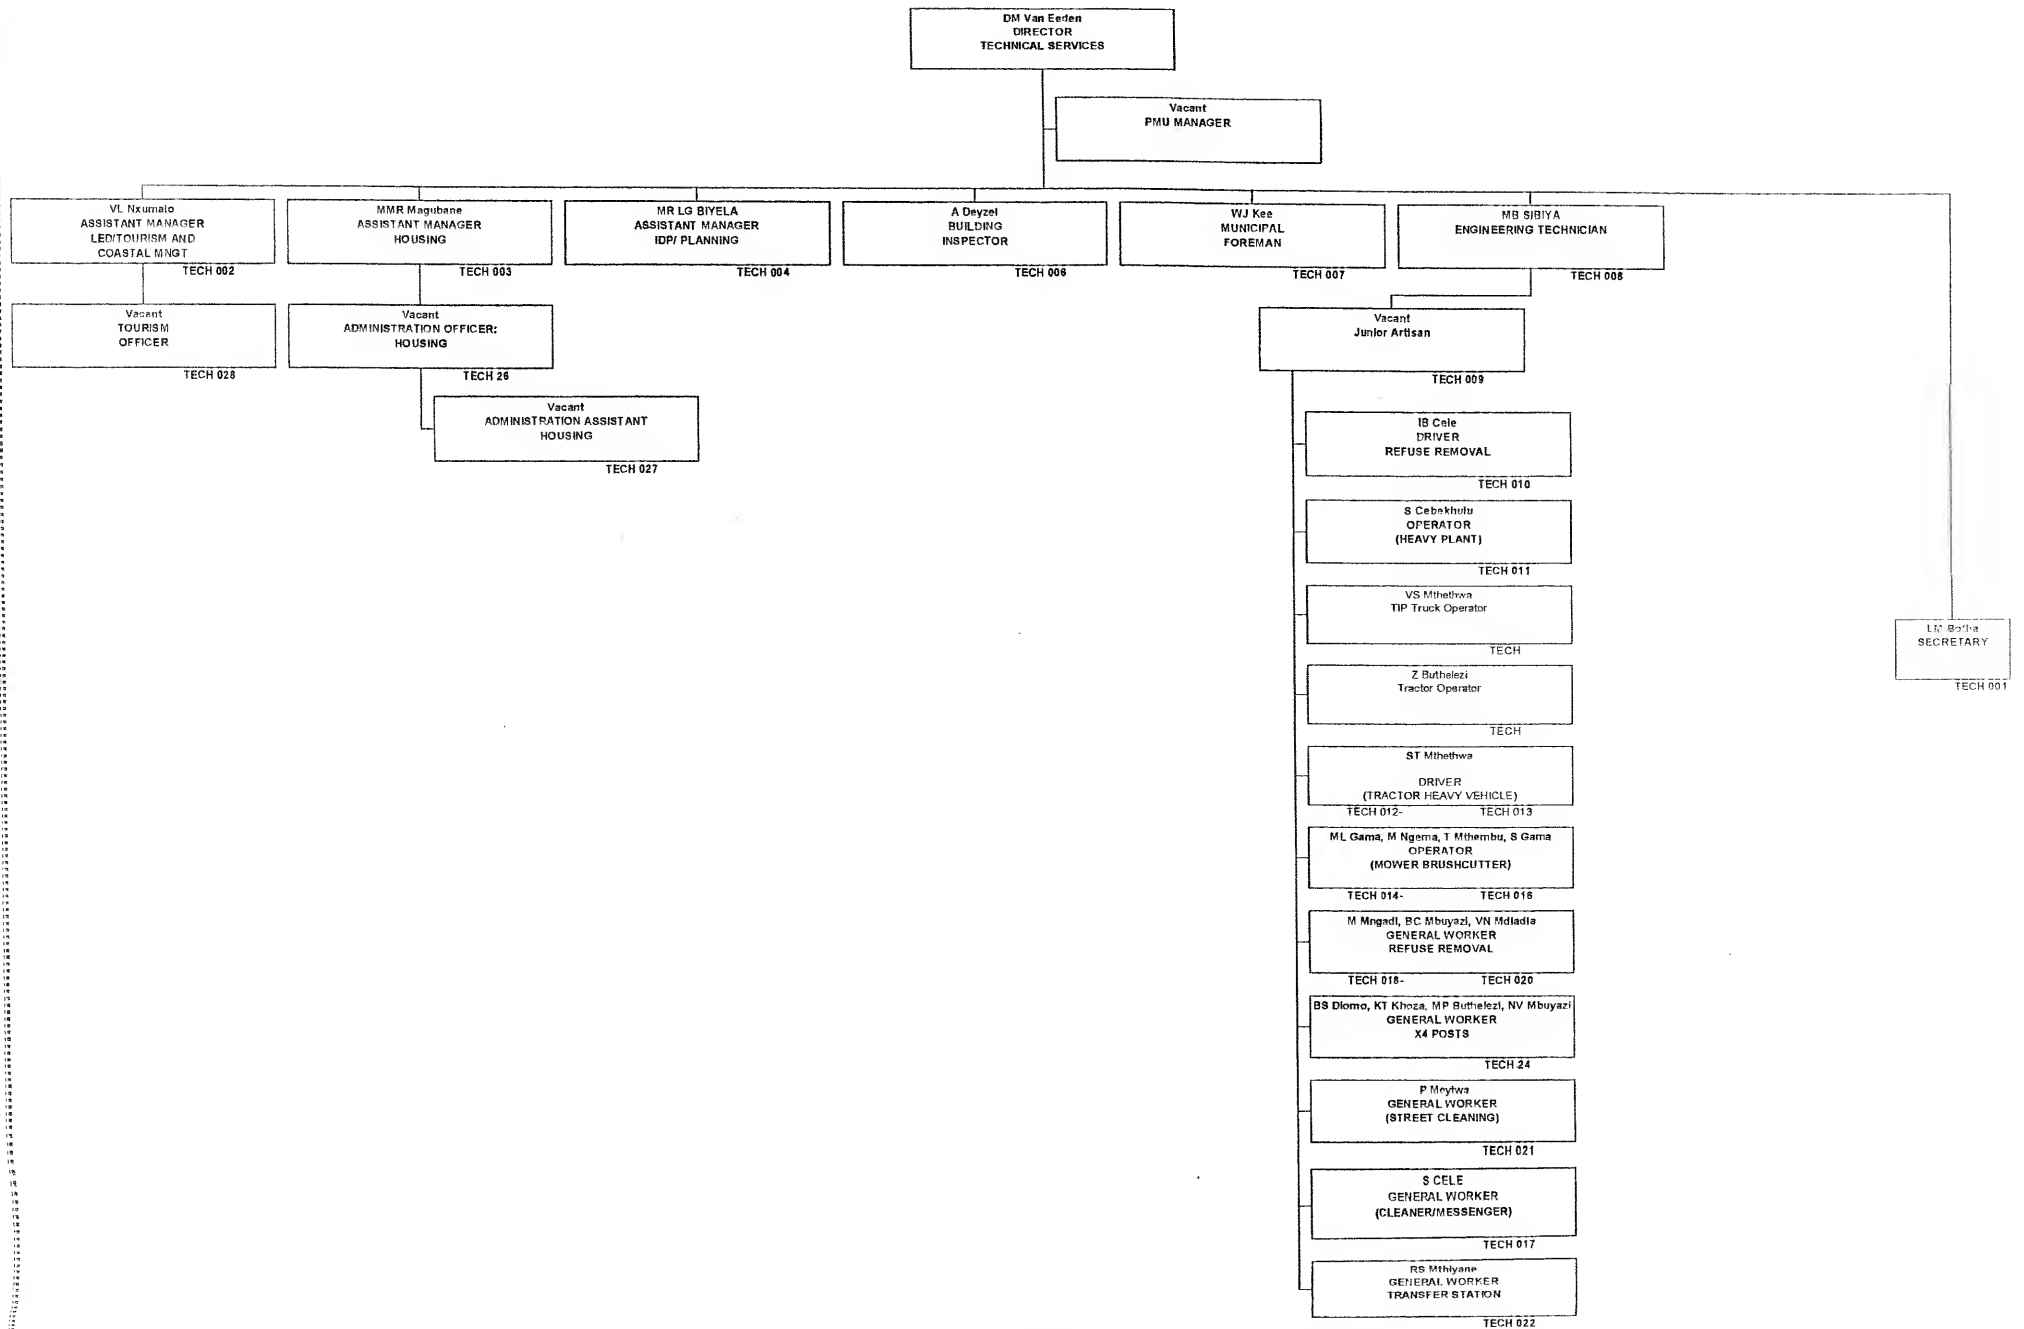 DM Van Eeden
DIRECTOR
TECHNICAL SERVICES
Vacant
PMU MANAGER
VL Nxumalo
ASSISTANT MANAGER
LED/TOURISM AND
COASTAL MNGT
TECH 002
MMR Magubane
ASSISTANT MANAGER
HOUSING
TECH 003
MR LG BIYELA
ASSISTANT MANAGER
IDP/ PLANNING
TECH 004
A Deyzel
BUILDING
INSPECTOR
TECH 006
WJ Kee
MUNICIPAL
FOREMAN
TECH 007
MB SIBIYA
ENGINEERING TECHNICIAN
TECH 008
Vacant
TOURISM
OFFICER
TECH 028
Vacant
ADMINISTRATION OFFICER:
HOUSING
TECH 26
Vacant
ADMINISTRATION ASSISTANT
HOUSING
TECH 027
Vacant
Junior Artisan
TECH 009
IB Cele
DRIVER
REFUSE REMOVAL
TECH 010
S Cebekhulu
OPERATOR
(HEAVY PLANT)
TECH 011
VS Mthethwa
TIP Truck Operator
TECH
Z Buthelezi
Tractor Operator
TECH
ST Mthethwa
DRIVER
(TRACTOR HEAVY VEHICLE)
TECH 012- TECH 013
ML Gama, M Ngema, T Mthembu, S Gama
OPERATOR
(MOWER BRUSHCUTTER)
TECH 014- TECH 016
M Mngadi, BC Mbuyazi, VN Mdladla
GENERAL WORKER
REFUSE REMOVAL
TECH 018- TECH 020
BS Dlomo, KT Khoza, MP Buthelezi, NV Mbuyazi
GENERAL WORKER
X4 POSTS
TECH 24
P Meyiwa
GENERAL WORKER
(STREET CLEANING)
TECH 021
S CELE
GENERAL WORKER
(CLEANER/MESSENGER)
TECH 017
RS Mthiyane
GENERAL WORKER
TRANSFER STATION
TECH 022
LM Botha
SECRETARY
TECH 001